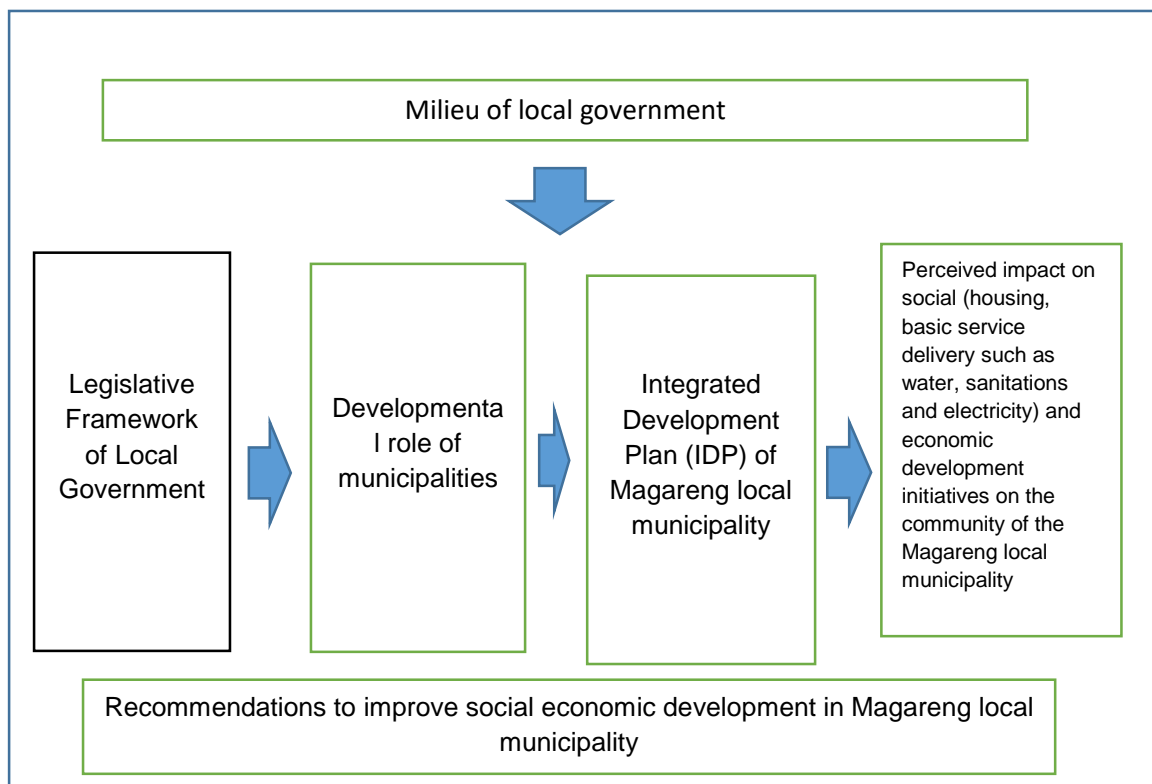 Milieu of local government
Legislative
Framework
of Local
Government
Developmenta
l role of
municipalities
Integrated
Development
Plan (IDP) of
Magareng local
municipality
Perceived impact on
social (housing,
basic service
delivery such as
water, sanitations
and electricity) and
economic
development
initiatives on the
community of the
Magareng local
municipality
Recommendations to improve social economic development in Magareng local
municipality